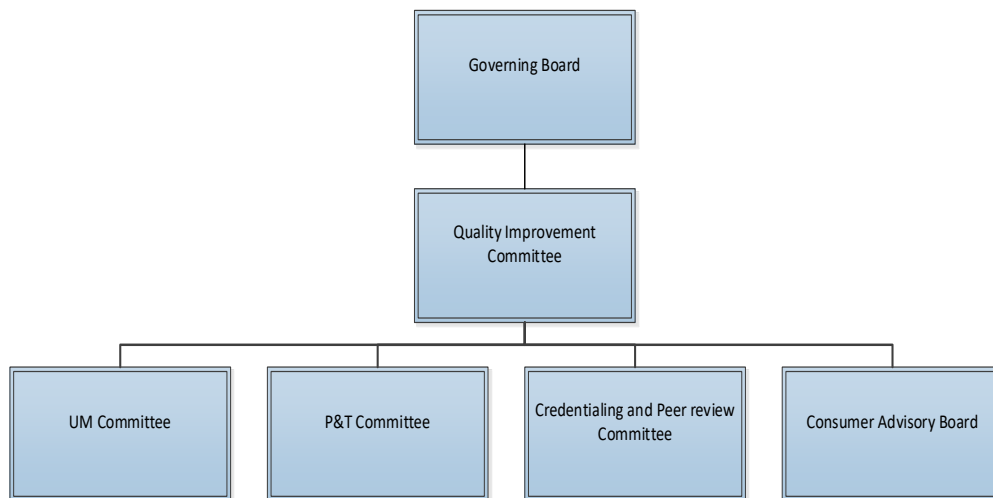 Governing Board
Quality Improvement
Committee
UM Committee
P&T Committee
Credentialing and Peer review
Committee
Consumer Advisory Board